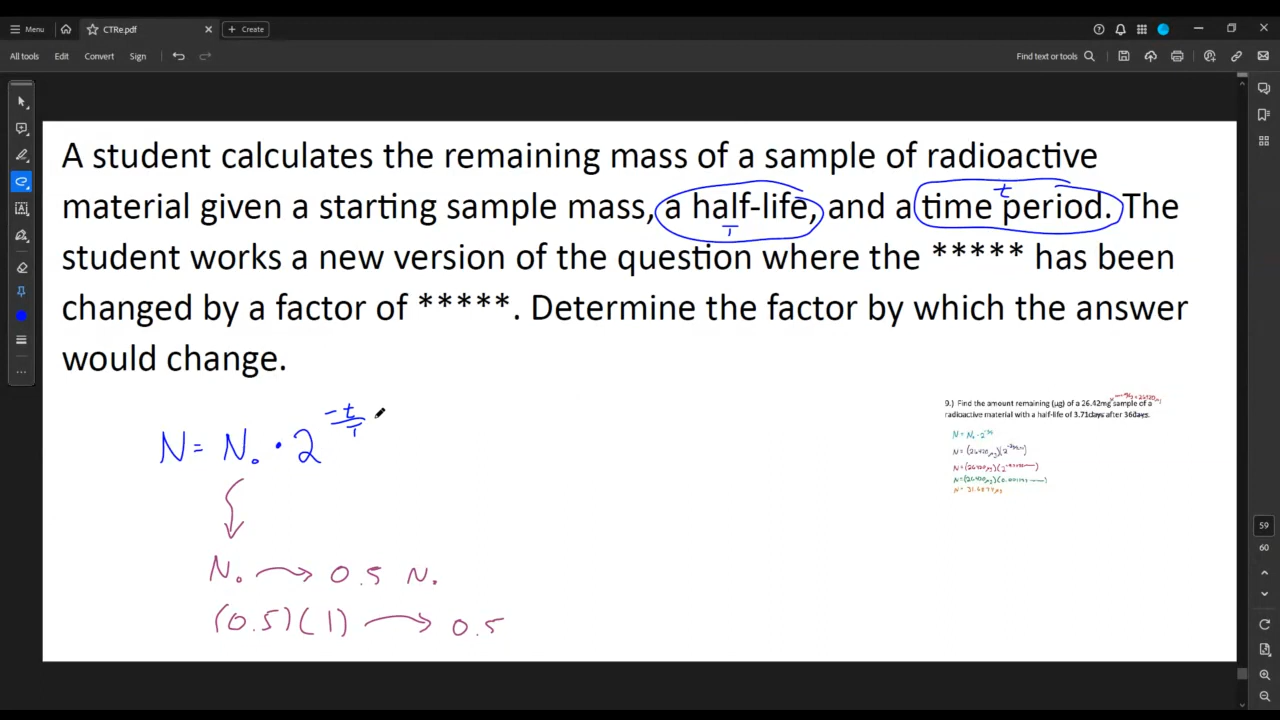 Menu
CTRe.pdf
+ Create
All tools
Edit
Convert
Sign
Find text or tools
A student calculates the remaining mass of a sample of radioactive
material given a starting sample mass, a half-life, and a time period. The
T
t
student works a new version of the question where the ***** has been
changed by a factor of *****. Determine the factor by which the answer
would change.
N = N₀ • 2^(-t/T)
N₀ → 0.5 N₀
(0.5)(1) → 0.5
9.) Find the amount remaining (μg) of a 26.42mg sample of a
radioactive material with a half-life of 3.71days after 36days.
N = 31.6
59
60